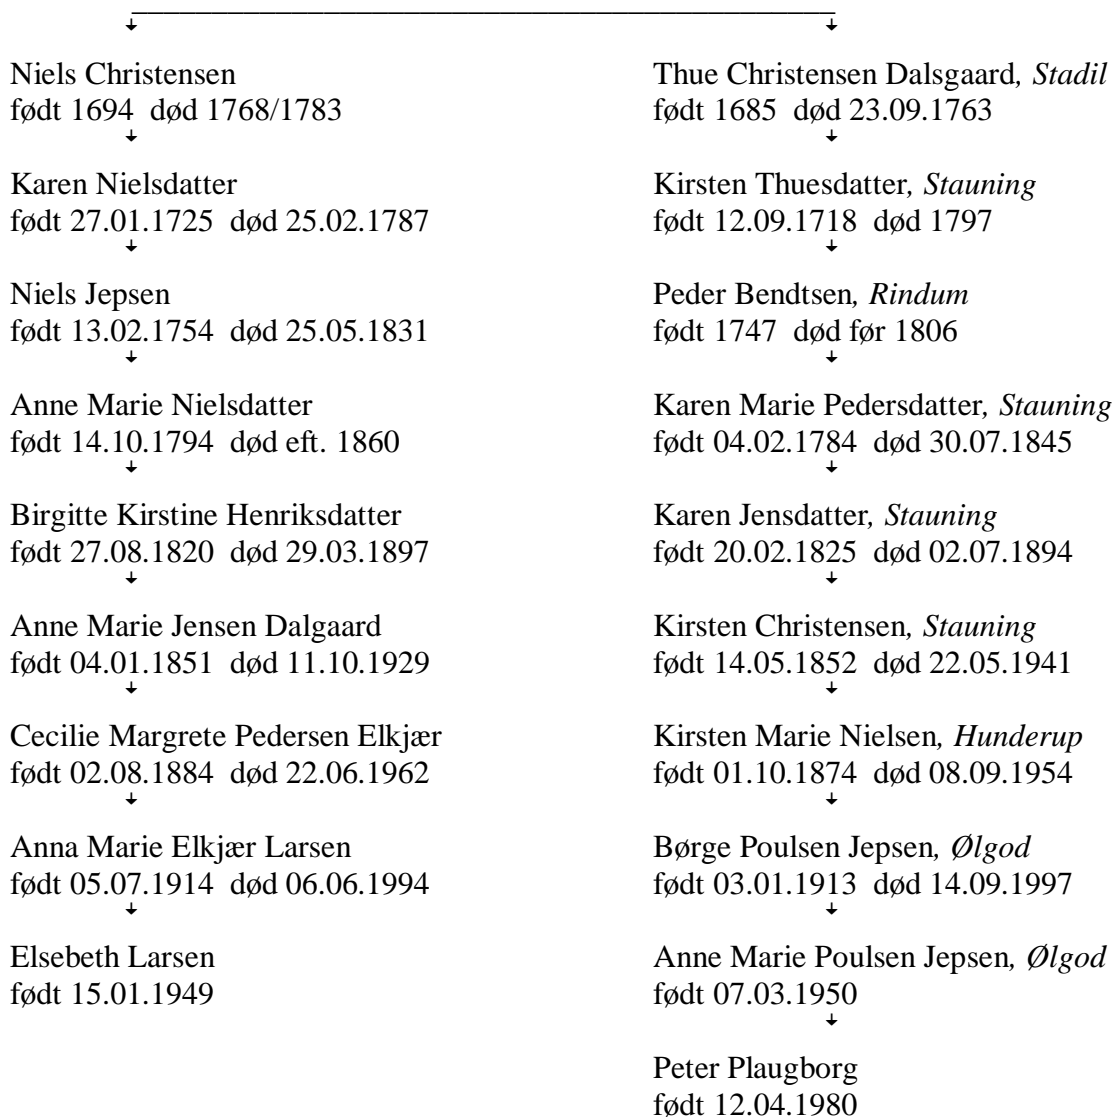 Niels Christensen
født 1694 død 1768/1783
Karen Nielsdatter
født 27.01.1725 død 25.02.1787
Niels Jepsen
født 13.02.1754 død 25.05.1831
Anne Marie Nielsdatter
født 14.10.1794 død eft. 1860
Birgitte Kirstine Henriksdatter
født 27.08.1820 død 29.03.1897
Anne Marie Jensen Dalgaard
født 04.01.1851 død 11.10.1929
Cecilie Margrete Pedersen Elkjær
født 02.08.1884 død 22.06.1962
Anna Marie Elkjær Larsen
født 05.07.1914 død 06.06.1994
Elsebeth Larsen
født 15.01.1949
Thue Christensen Dalsgaard, Stadil
født 1685 død 23.09.1763
Kirsten Thuesdatter, Stauning
født 12.09.1718 død 1797
Peder Bendtsen, Rindum
født 1747 død før 1806
Karen Marie Pedersdatter, Stauning
født 04.02.1784 død 30.07.1845
Karen Jensdatter, Stauning
født 20.02.1825 død 02.07.1894
Kirsten Christensen, Stauning
født 14.05.1852 død 22.05.1941
Kirsten Marie Nielsen, Hunderup
født 01.10.1874 død 08.09.1954
Børge Poulsen Jepsen, Ølgod
født 03.01.1913 død 14.09.1997
Anne Marie Poulsen Jepsen, Ølgod
født 07.03.1950
Peter Plaugborg
født 12.04.1980